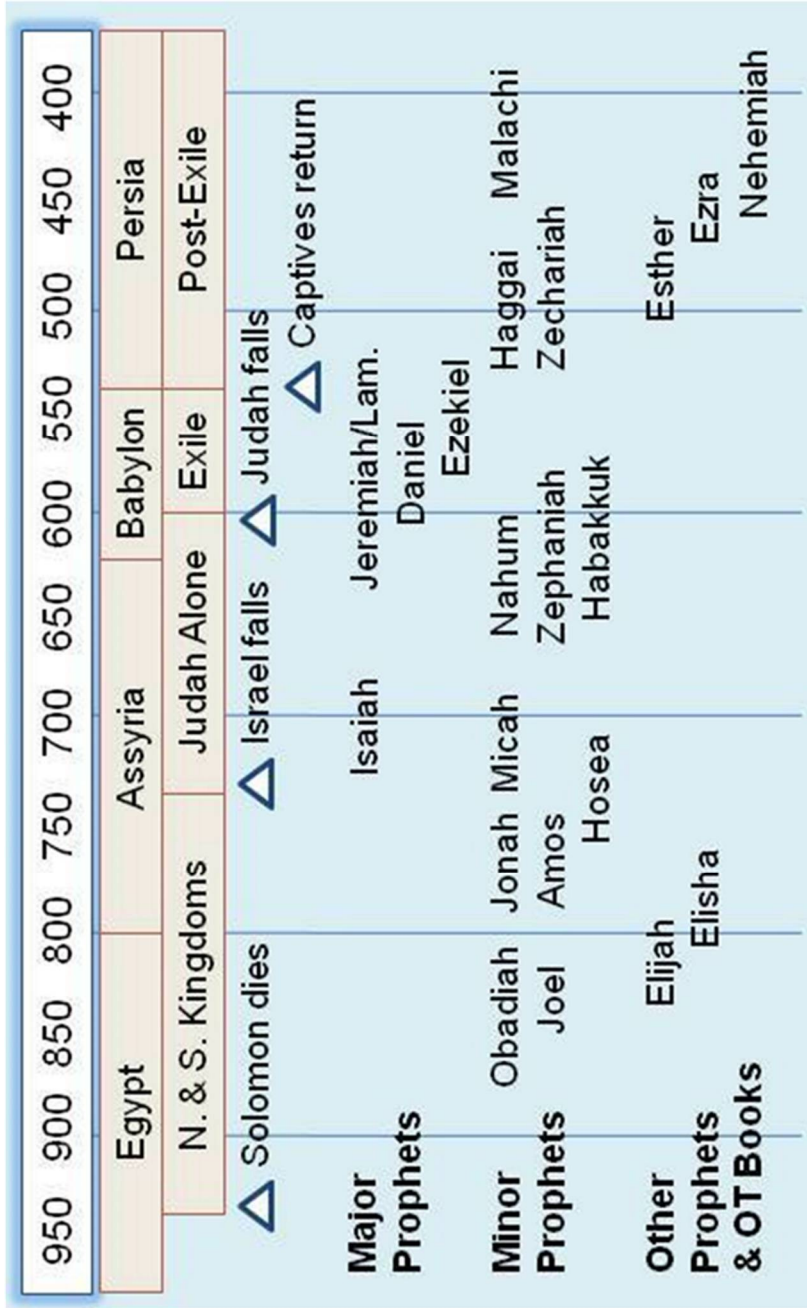 950 900 850 800 750 700 650 600 550 500 450 400
Egypt Assyria Babylon Persia
N. & S. Kingdoms Judah Alone Exile Post-Exile
Solomon dies Israel falls Judah falls
Captives return
Major Isaiah Jeremiah/Lam.
Prophets Daniel
Ezekiel
Minor Obadiah Jonah Micah Nahum Haggai Malachi
Prophets Joel Amos Zephaniah Zechariah
Hosea Habakkuk
Other Elijah Esther
Prophets Elisha Ezra
& OT Books Nehemiah